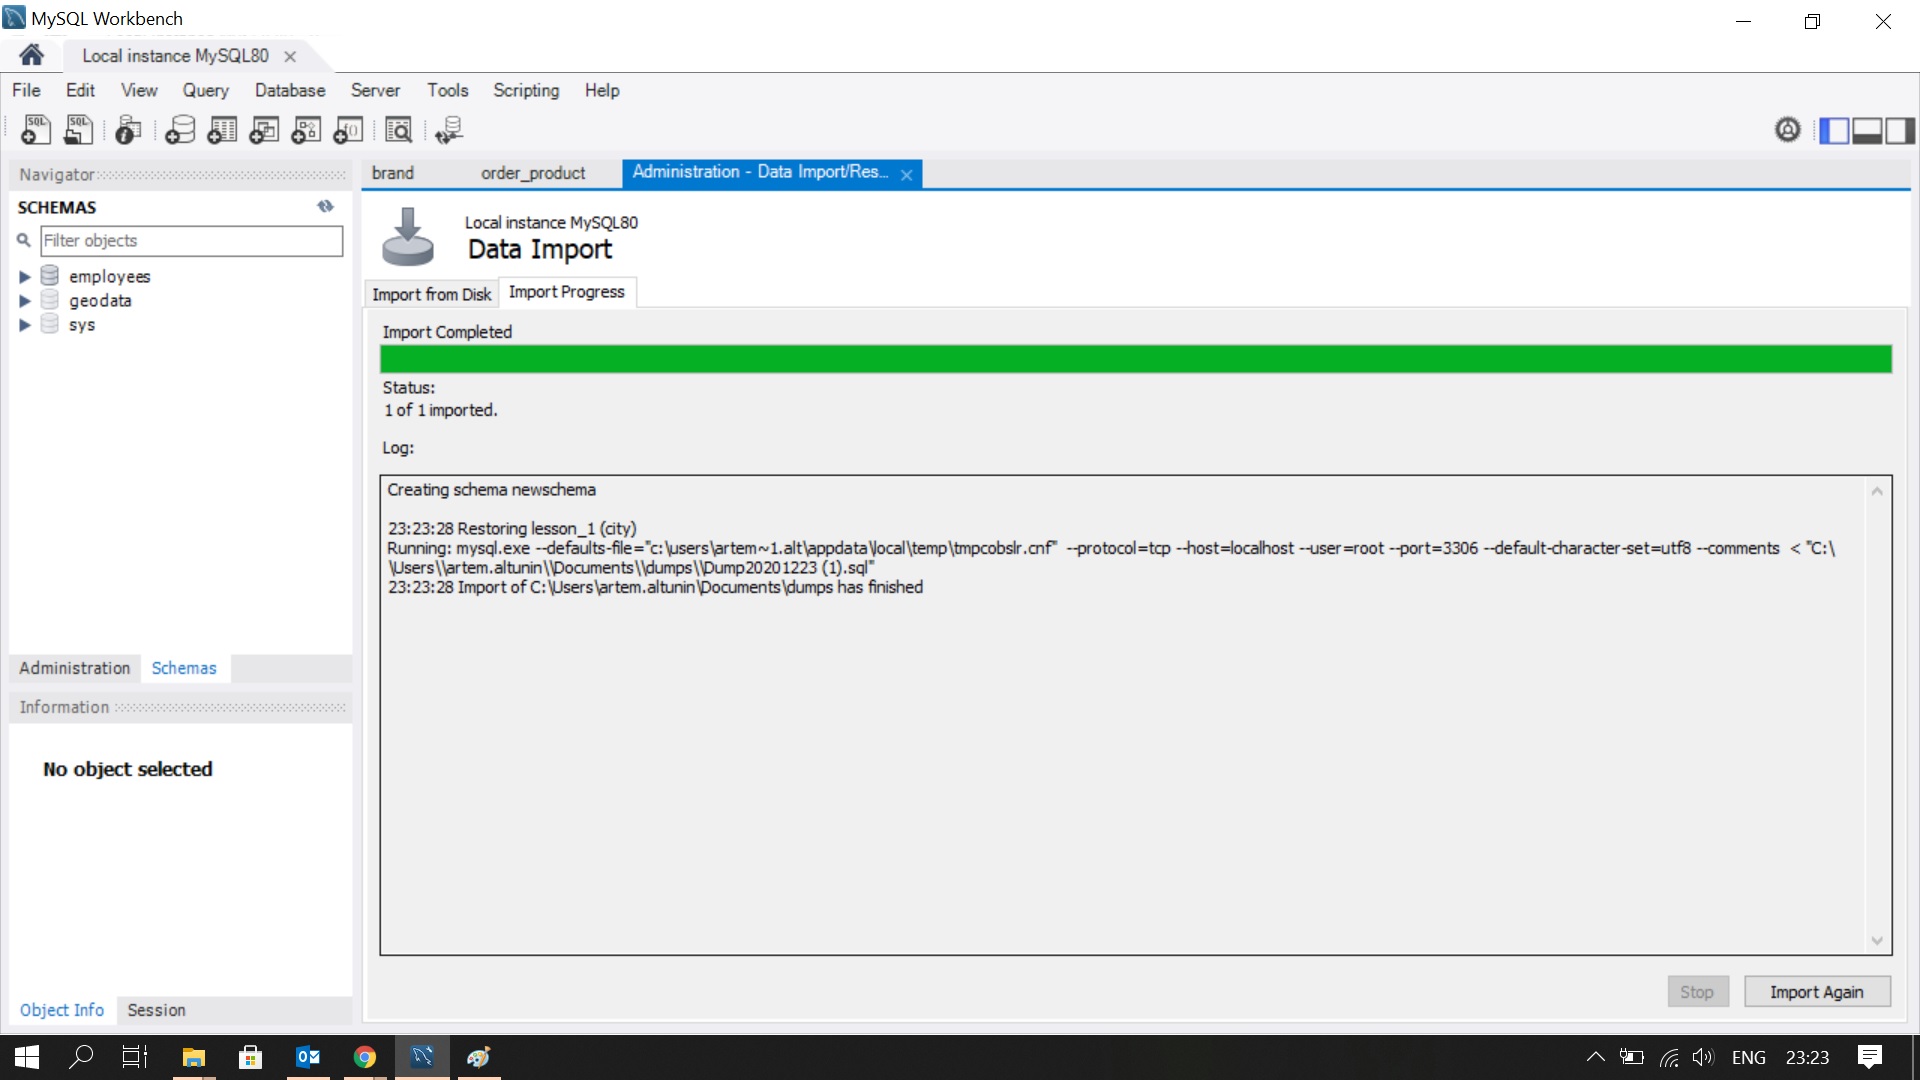 MySQL Workbench
Local instance MySQL80
File Edit View Query Database Server Tools Scripting Help
SQL SQL
Navigator
SCHEMAS
Filter objects
employees
geodata
sys
Administration Schemas
Information
No object selected
Object Info Session
brand order_product Administration - Data Import/Res...
Local instance MySQL80
Data Import
Import from Disk Import Progress
Import Completed
Status:
1 of 1 imported.
Log:
Creating schema newschema
23:23:28 Restoring lesson_1 (city)
Running: mysql.exe --defaults-file="c:\users\artem~1.alt\appdata\local\temp\tmpcobslr.cnf"  --protocol=tcp --host=localhost --user=root --port=3306 --default-character-set=utf8 --comments  < "C:\
\Users\\artem.altunin\\Documents\\dumps\\Dump20201223 (1).sql"
23:23:28 Import of C:\Users\artem.altunin\Documents\dumps has finished
Stop Import Again
ENG 23:23